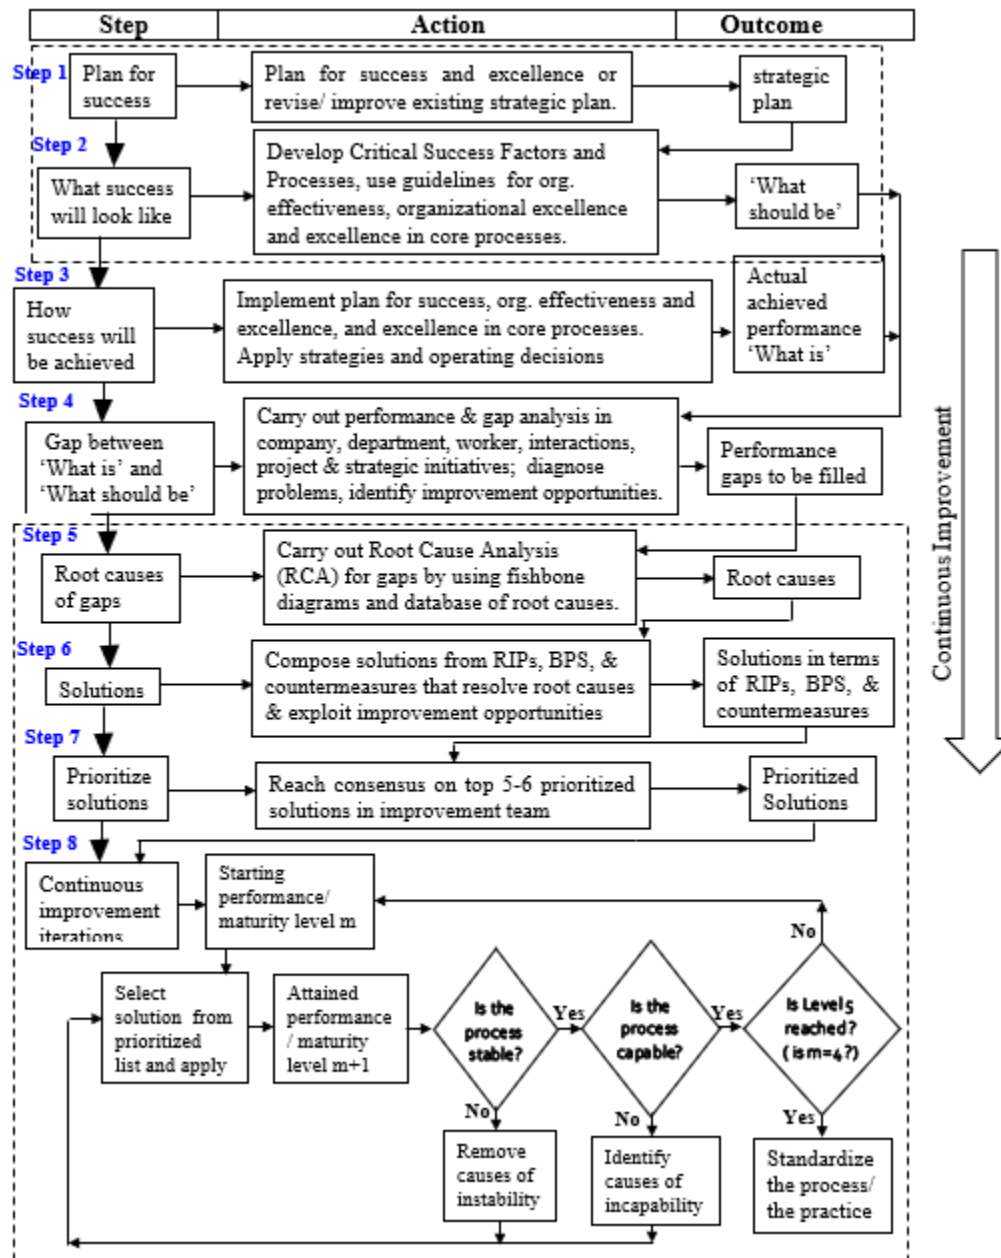 Step
Action
Outcome
Step 1
Plan for
success
Plan for success and excellence or
revise/ improve existing strategic plan.
strategic
plan
Step 2
What success
will look like
Develop Critical Success Factors and
Processes, use guidelines for org.
effectiveness, organizational excellence
and excellence in core processes.
‘What
should be’
Step 3
How
success will
be achieved
Implement plan for success, org. effectiveness and
excellence, and excellence in core processes.
Apply strategies and operating decisions
Actual
achieved
performance
‘What is’
Step 4
Gap between
‘What is’ and
‘What should be’
Carry out performance & gap analysis in
company, department, worker, interactions,
project & strategic initiatives; diagnose
problems, identify improvement opportunities.
Performance
gaps to be filled
Continuous Improvement
Step 5
Root causes
of gaps
Carry out Root Cause Analysis
(RCA) for gaps by using fishbone
diagrams and database of root causes.
Root causes
Step 6
Solutions
Compose solutions from RIPs, BPS, &
countermeasures that resolve root causes
& exploit improvement opportunities
Solutions in terms
of RIPs, BPS, &
countermeasures
Step 7
Prioritize
solutions
Reach consensus on top 5-6 prioritized
solutions in improvement team
Prioritized
Solutions
Step 8
Continuous
improvement
iterations
Starting
performance/
maturity level m
Select
solution from
prioritized
list and apply
Attained
performance
/ maturity
level m+1
Is the
process
stable?
Yes
No
Is the
process
capable?
Yes
No
Is Level 5
reached?
( is m=4?)
No
Yes
Remove
causes of
instability
Identify
causes of
incapability
Standardize
the process/
the practice